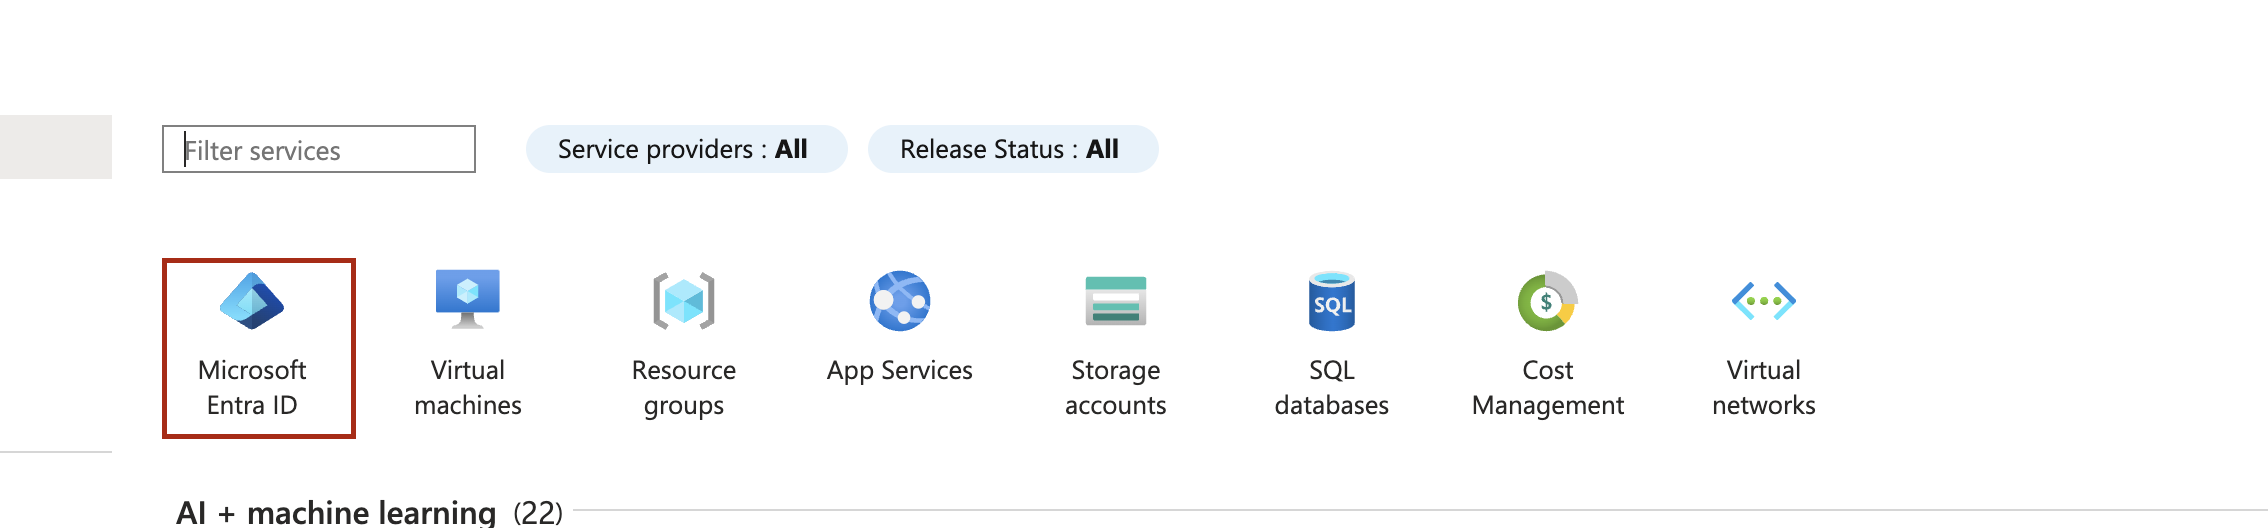 Filter services
Service providers : All
Release Status : All
Microsoft
Entra ID
Virtual
machines
Resource
groups
App Services
Storage
accounts
SQL
SQL
databases
$
Cost
Management
Virtual
networks
AI + machine learning (22)